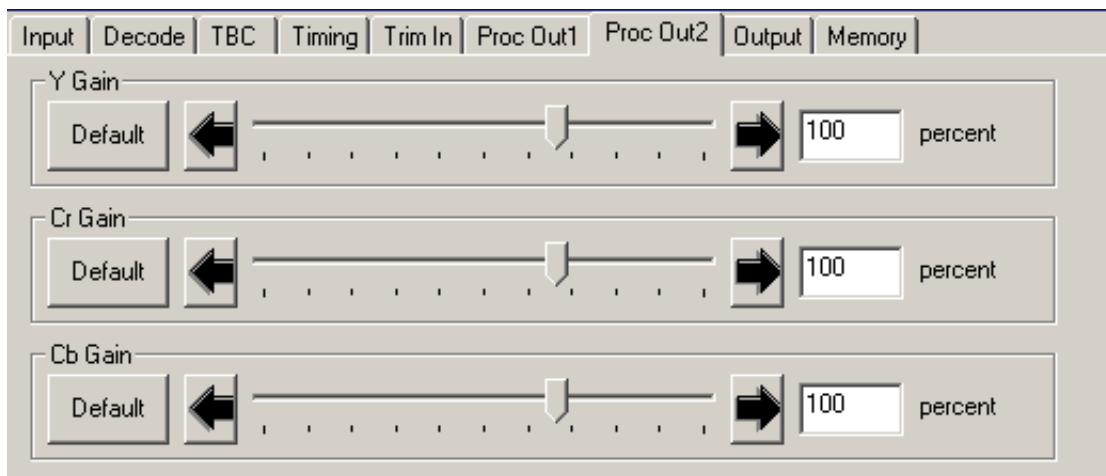 Input Decode TBC Timing Trim In Proc Out1 Proc Out2 Output Memory
Y Gain
Default 100 percent
Cr Gain
Default 100 percent
Cb Gain
Default 100 percent